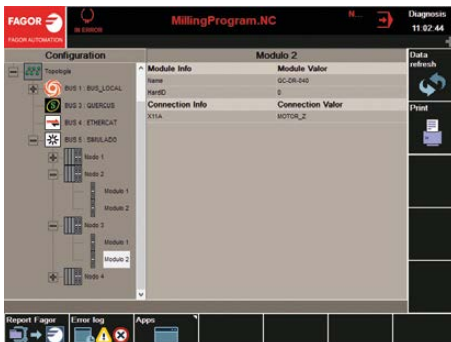 FAGOR
FAGOR AUTOMATION
IN ERROR
MillingProgram.NC
N...
Diagnosis
11:02:44
Configuration
Modulo 2
Data refresh
Topología
BUS 1 : BUS_LOCAL
BUS 2 : QUERCUS
BUS 4 : ETHERCAT
BUS 5 : SIMULADO
Nodo 1
Nodo 2
Modulo 1
Modulo 2
Nodo 3
Modulo 1
Modulo 2
Nodo 4
Module Info Module Valor
Name GC-DR-840
HardID 0
Connection Info Connection Valor
X11A MOTOR_Z
Print
Report Fagor
Error log
Apps